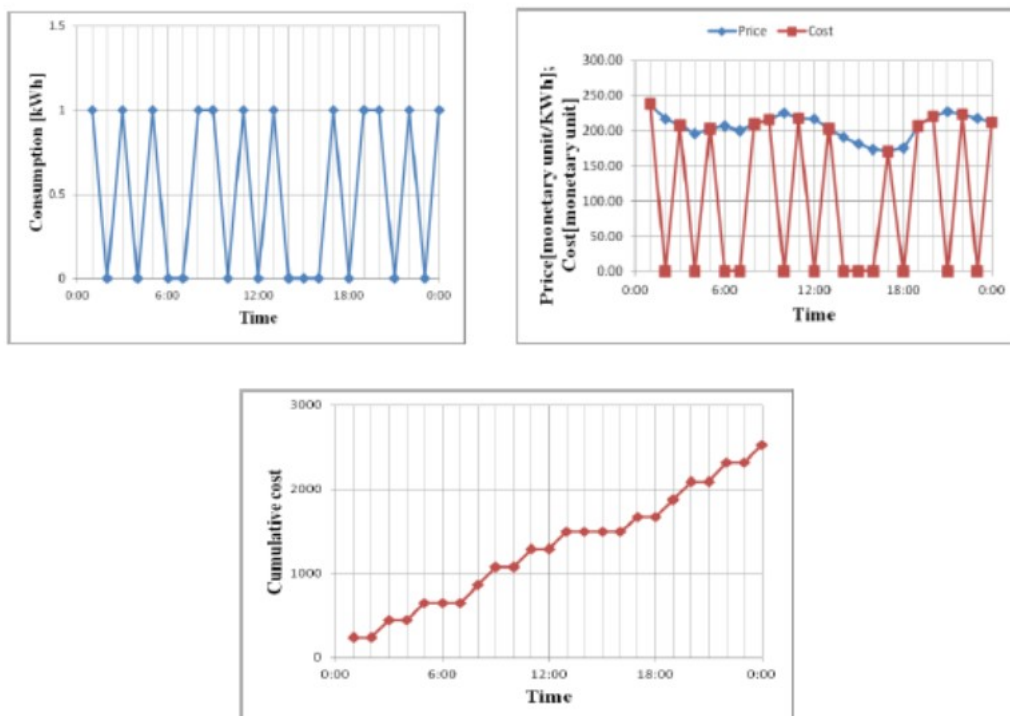 1.5
1
0.5
0
Consumption [kWh]
0:00 6:00 12:00 18:00 0:00
Time
Price Cost
300.00
250.00
200.00
150.00
100.00
50.00
0.00
Price[monetary unit/KWh];
Cost[monetary unit]
0:00 6:00 12:00 18:00 0:00
Time
3000
2000
1000
0
Cumulative cost
0:00 6:00 12:00 18:00 0:00
Time